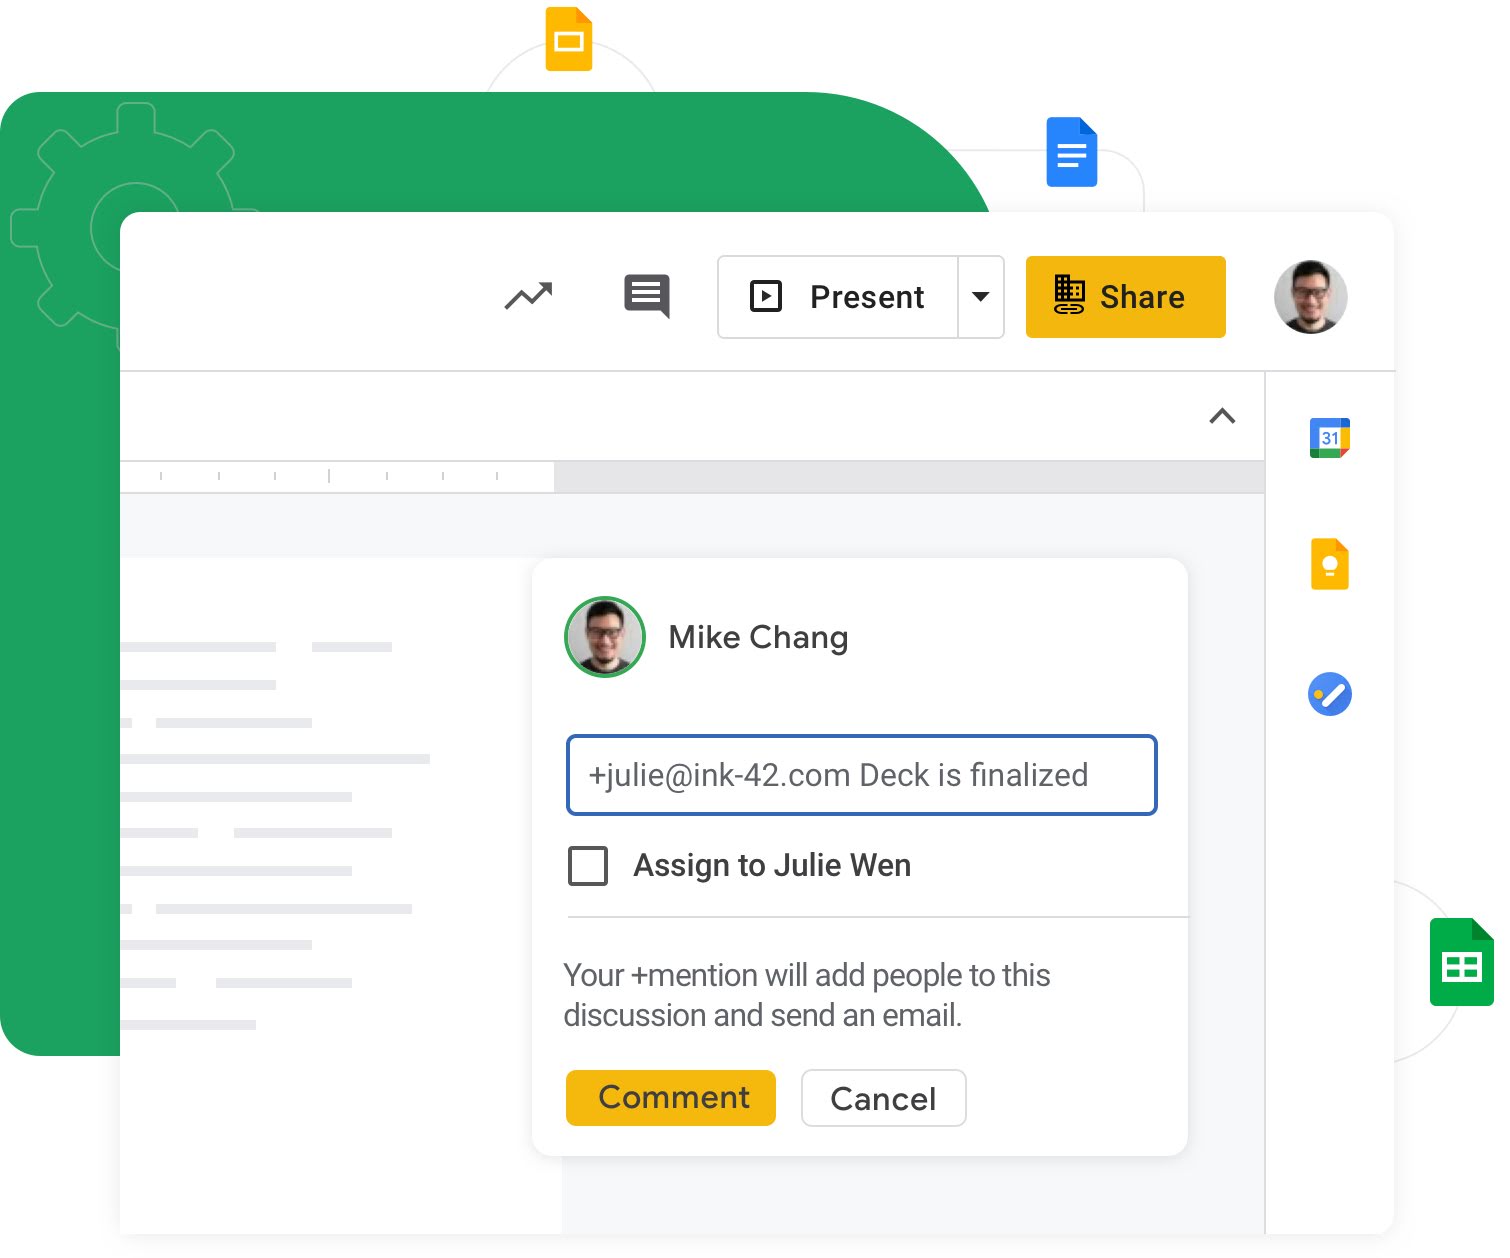 Present
Share
31
Mike Chang
+julie@ink-42.com Deck is finalized
Assign to Julie Wen
Your +mention will add people to this
discussion and send an email.
Comment
Cancel